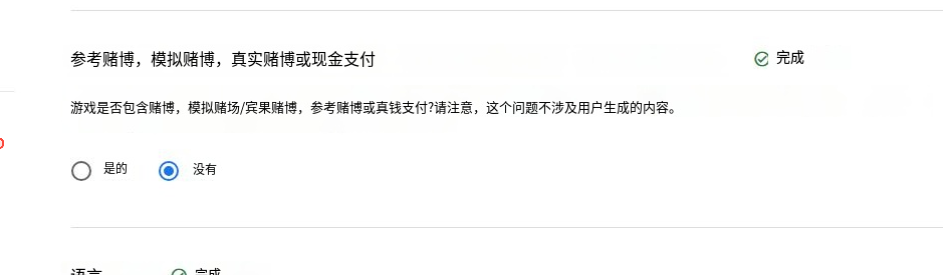 参考赌博，模拟赌博，真实赌博或现金支付
完成
游戏是否包含赌博，模拟赌场/宾果赌博，参考赌博或真钱支付?请注意，这个问题不涉及用户生成的内容。
是的
没有
语言
完成